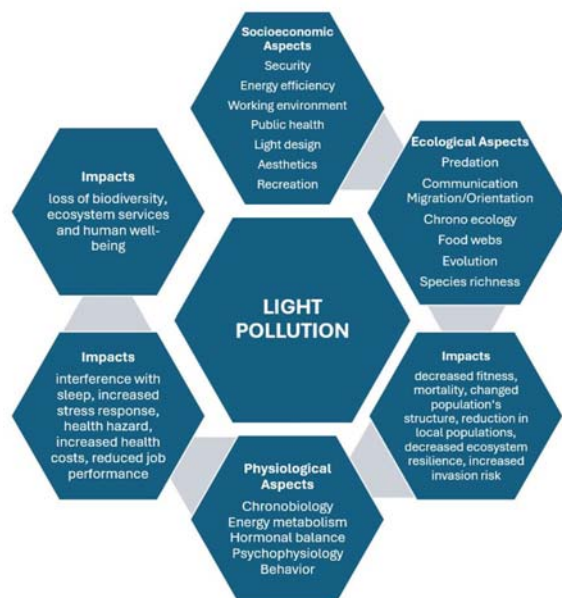 Socioeconomic
Aspects
Security
Energy efficiency
Working environment
Public health
Light design
Aesthetics
Recreation
Ecological Aspects
Predation
Communication
Migration/Orientation
Chrono ecology
Food webs
Evolution
Species richness
Impacts
loss of biodiversity,
ecosystem services
and human well-
being
LIGHT
POLLUTION
Impacts
interference with
sleep, increased
stress response,
health hazard,
increased health
costs, reduced job
performance
Impacts
decreased fitness,
mortality, changed
population's
structure, reduction in
local populations,
decreased ecosystem
resilience, increased
invasion risk
Physiological
Aspects
Chronobiology
Energy metabolism
Hormonal balance
Psychophysiology
Behavior